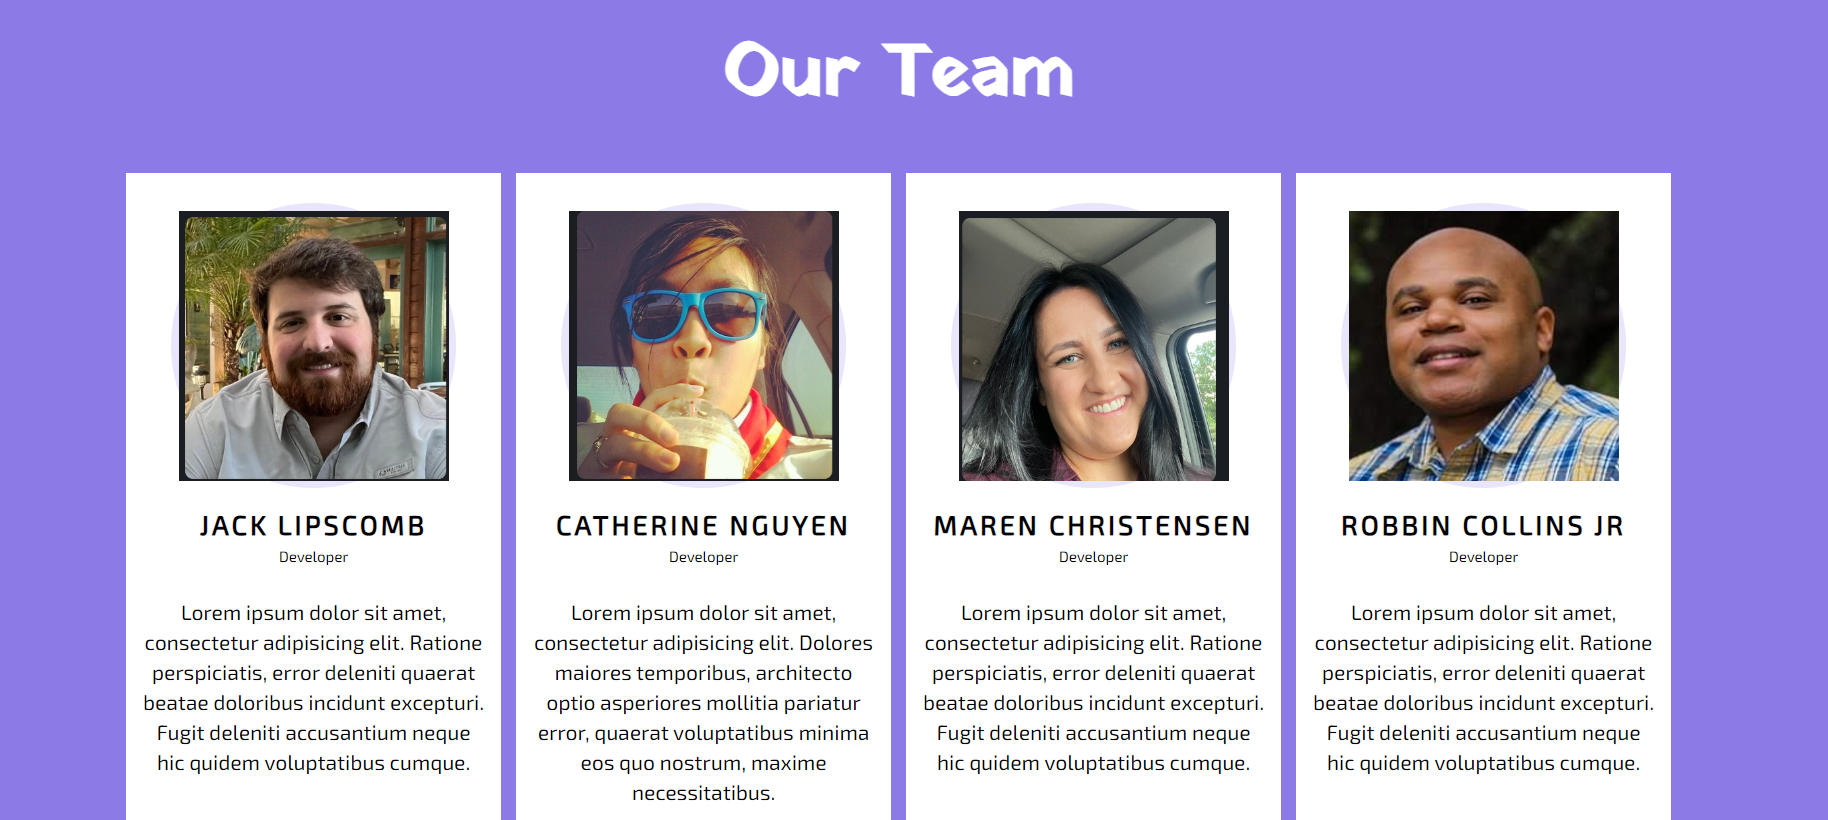 Our Team
JACK LIPSCOMB
Developer
Lorem ipsum dolor sit amet,
consectetur adipisicing elit. Ratione
perspiciatis, error deleniti quaerat
beatae doloribus incidunt excepturi.
Fugit deleniti accusantium neque
hic quidem voluptatibus cumque.
CATHERINE NGUYEN
Developer
Lorem ipsum dolor sit amet,
consectetur adipisicing elit. Dolores
maiores temporibus, architecto
optio asperiores mollitia pariatur
error, quaerat voluptatibus minima
eos quo nostrum, maxime
necessitatibus.
MAREN CHRISTENSEN
Developer
Lorem ipsum dolor sit amet,
consectetur adipisicing elit. Ratione
perspiciatis, error deleniti quaerat
beatae doloribus incidunt excepturi.
Fugit deleniti accusantium neque
hic quidem voluptatibus cumque.
ROBBIN COLLINS JR
Developer
Lorem ipsum dolor sit amet,
consectetur adipisicing elit. Ratione
perspiciatis, error deleniti quaerat
beatae doloribus incidunt excepturi.
Fugit deleniti accusantium neque
hic quidem voluptatibus cumque.